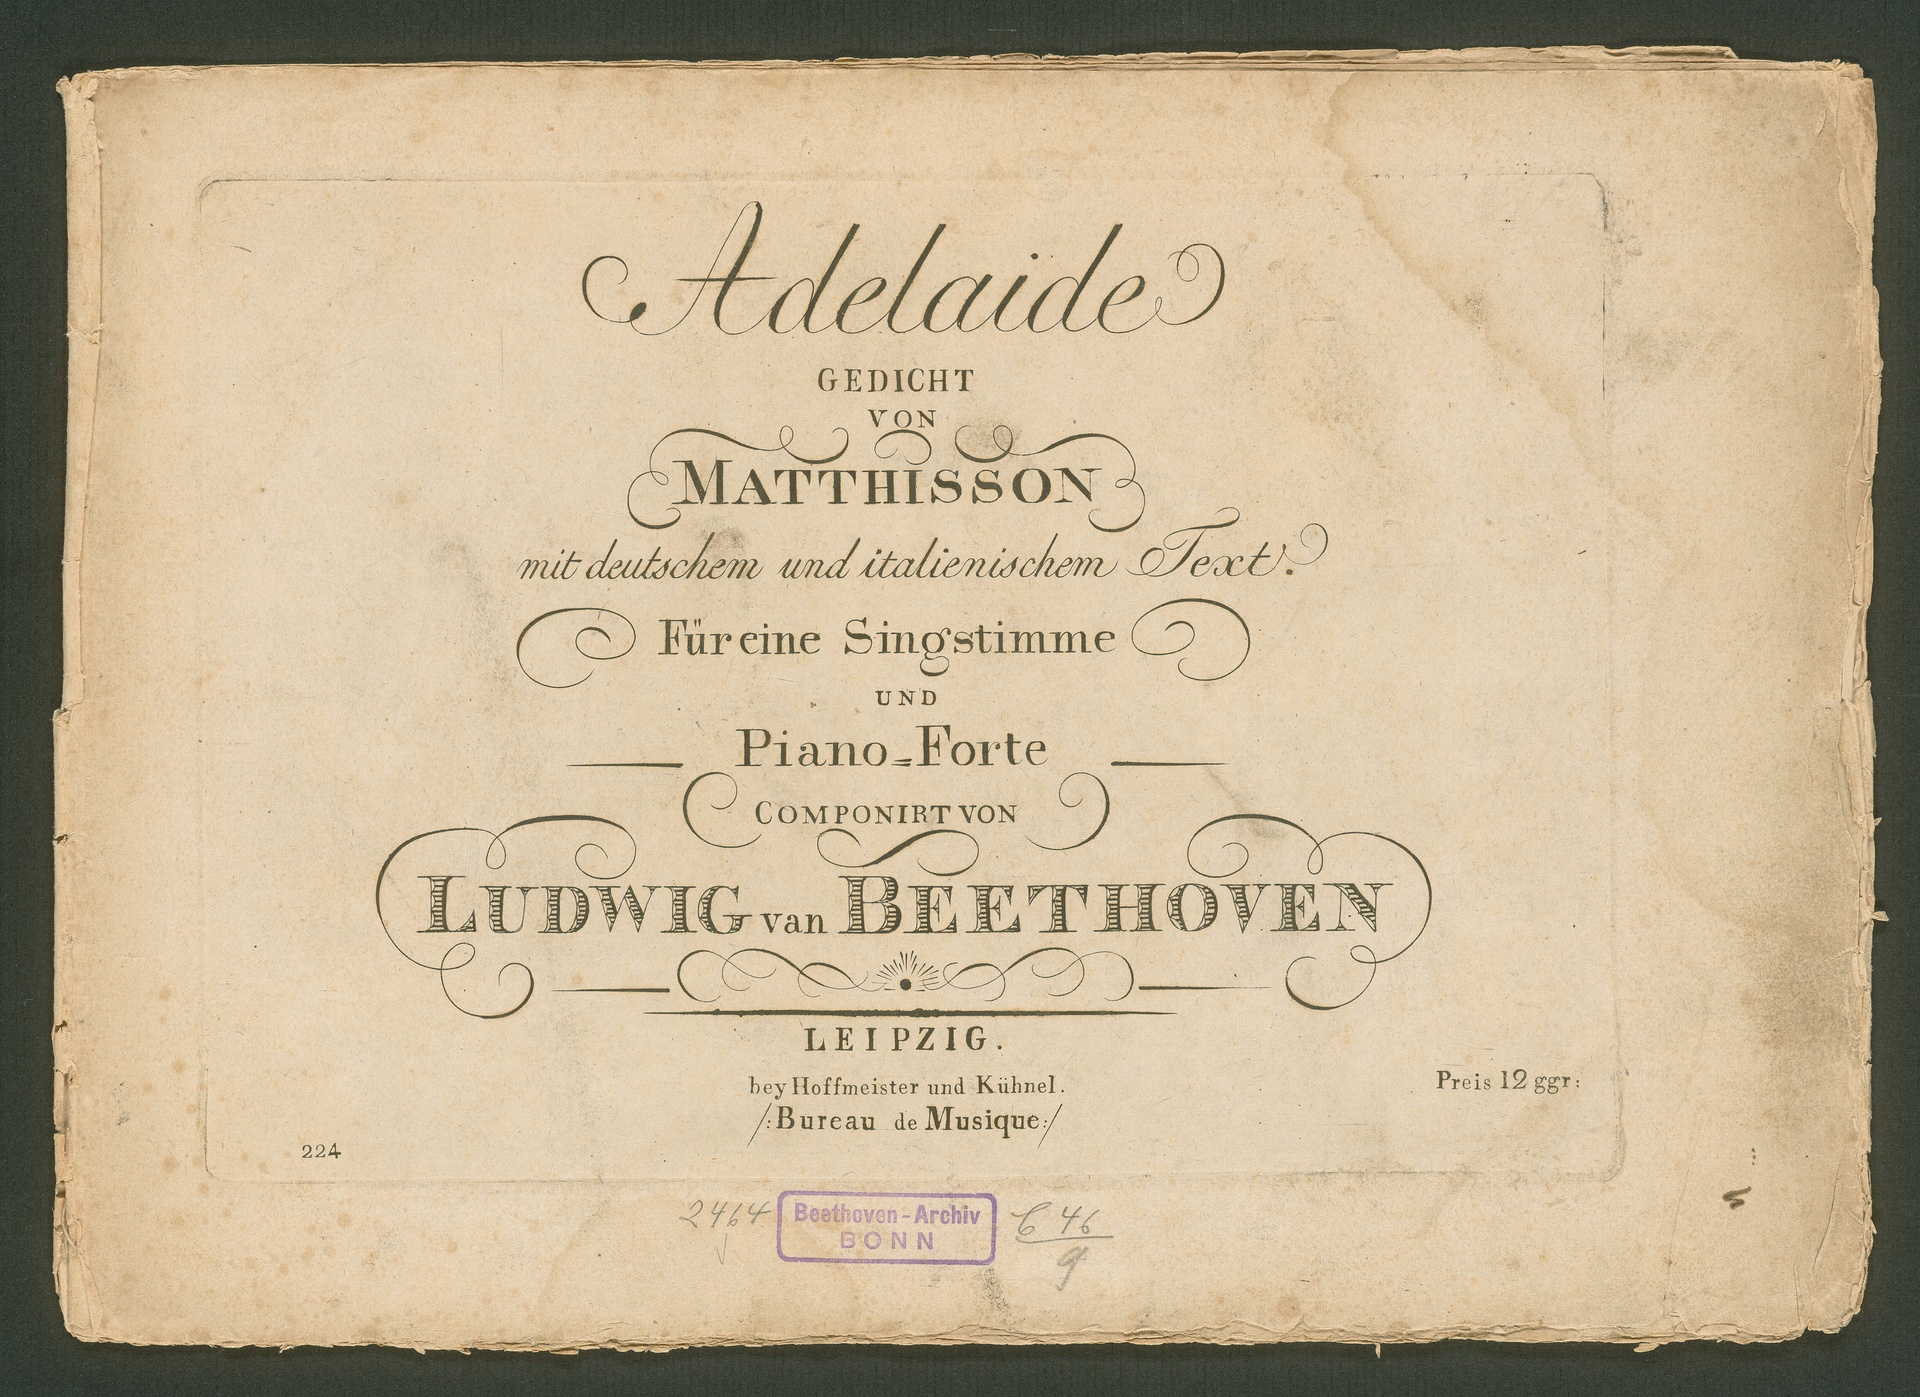 Adelaide
GEDICHT
VON
MATTHISSON
mit deutschem und italienischem Text.
Für eine Singstimme
UND
Piano=Forte
COMPONIRT VON
LUDWIG van BEETHOVEN
LEIPZIG.
bey Hoffmeister und Kühnel.
Preis 12 ggr:
/:Bureau de Musique:/
224
2464
Beethoven-Archiv
BONN
C 46
9